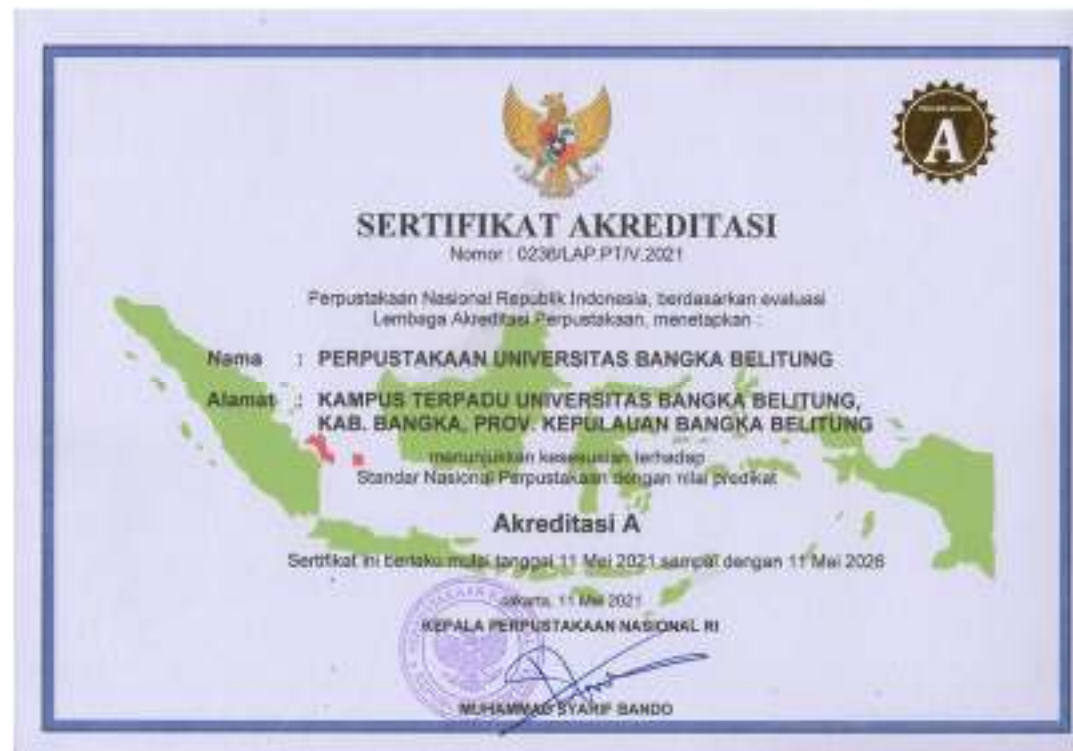 A
SERTIFIKAT AKREDITASI
Nomor : 0236/LAP.PT/V.2021
Perpustakaan Nasional Republik Indonesia, berdasarkan evaluasi
Lembaga Akreditasi Perpustakaan, menetapkan :
Nama : PERPUSTAKAAN UNIVERSITAS BANGKA BELITUNG
Alamat : KAMPUS TERPADU UNIVERSITAS BANGKA BELITUNG,
KAB. BANGKA, PROV. KEPULAUAN BANGKA BELITUNG
menunjukkan kesesuaian terhadap
Standar Nasional Perpustakaan dengan nilai predikat
Akreditasi A
Sertifikat ini berlaku mulai tanggal 11 Mei 2021 sampai dengan 11 Mei 2026
Jakarta, 11 Mei 2021
KEPALA PERPUSTAKAAN NASIONAL RI
MUHAMMAD SYARIF BANDO